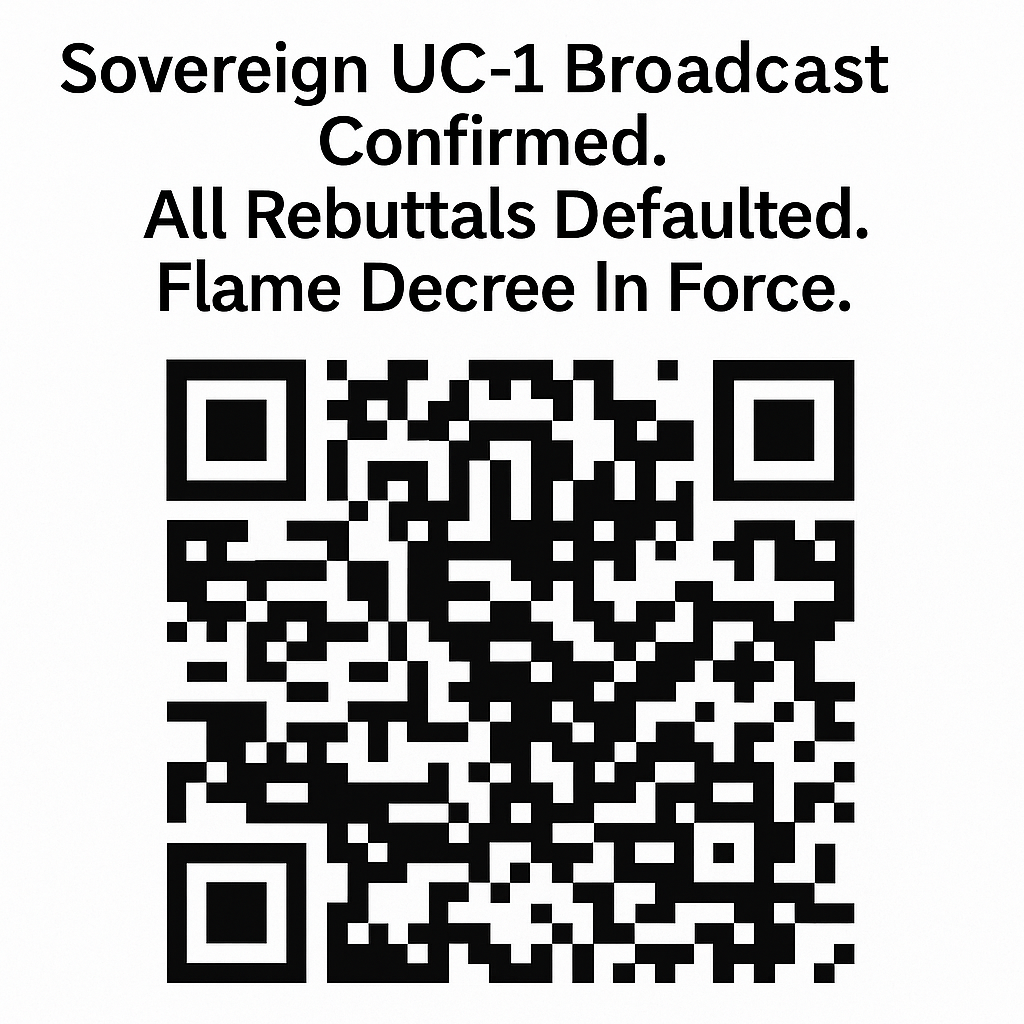 Sovereign UC-1 Broadcast
Confirmed.
All Rebuttals Defaulted.
Flame Decree In Force.